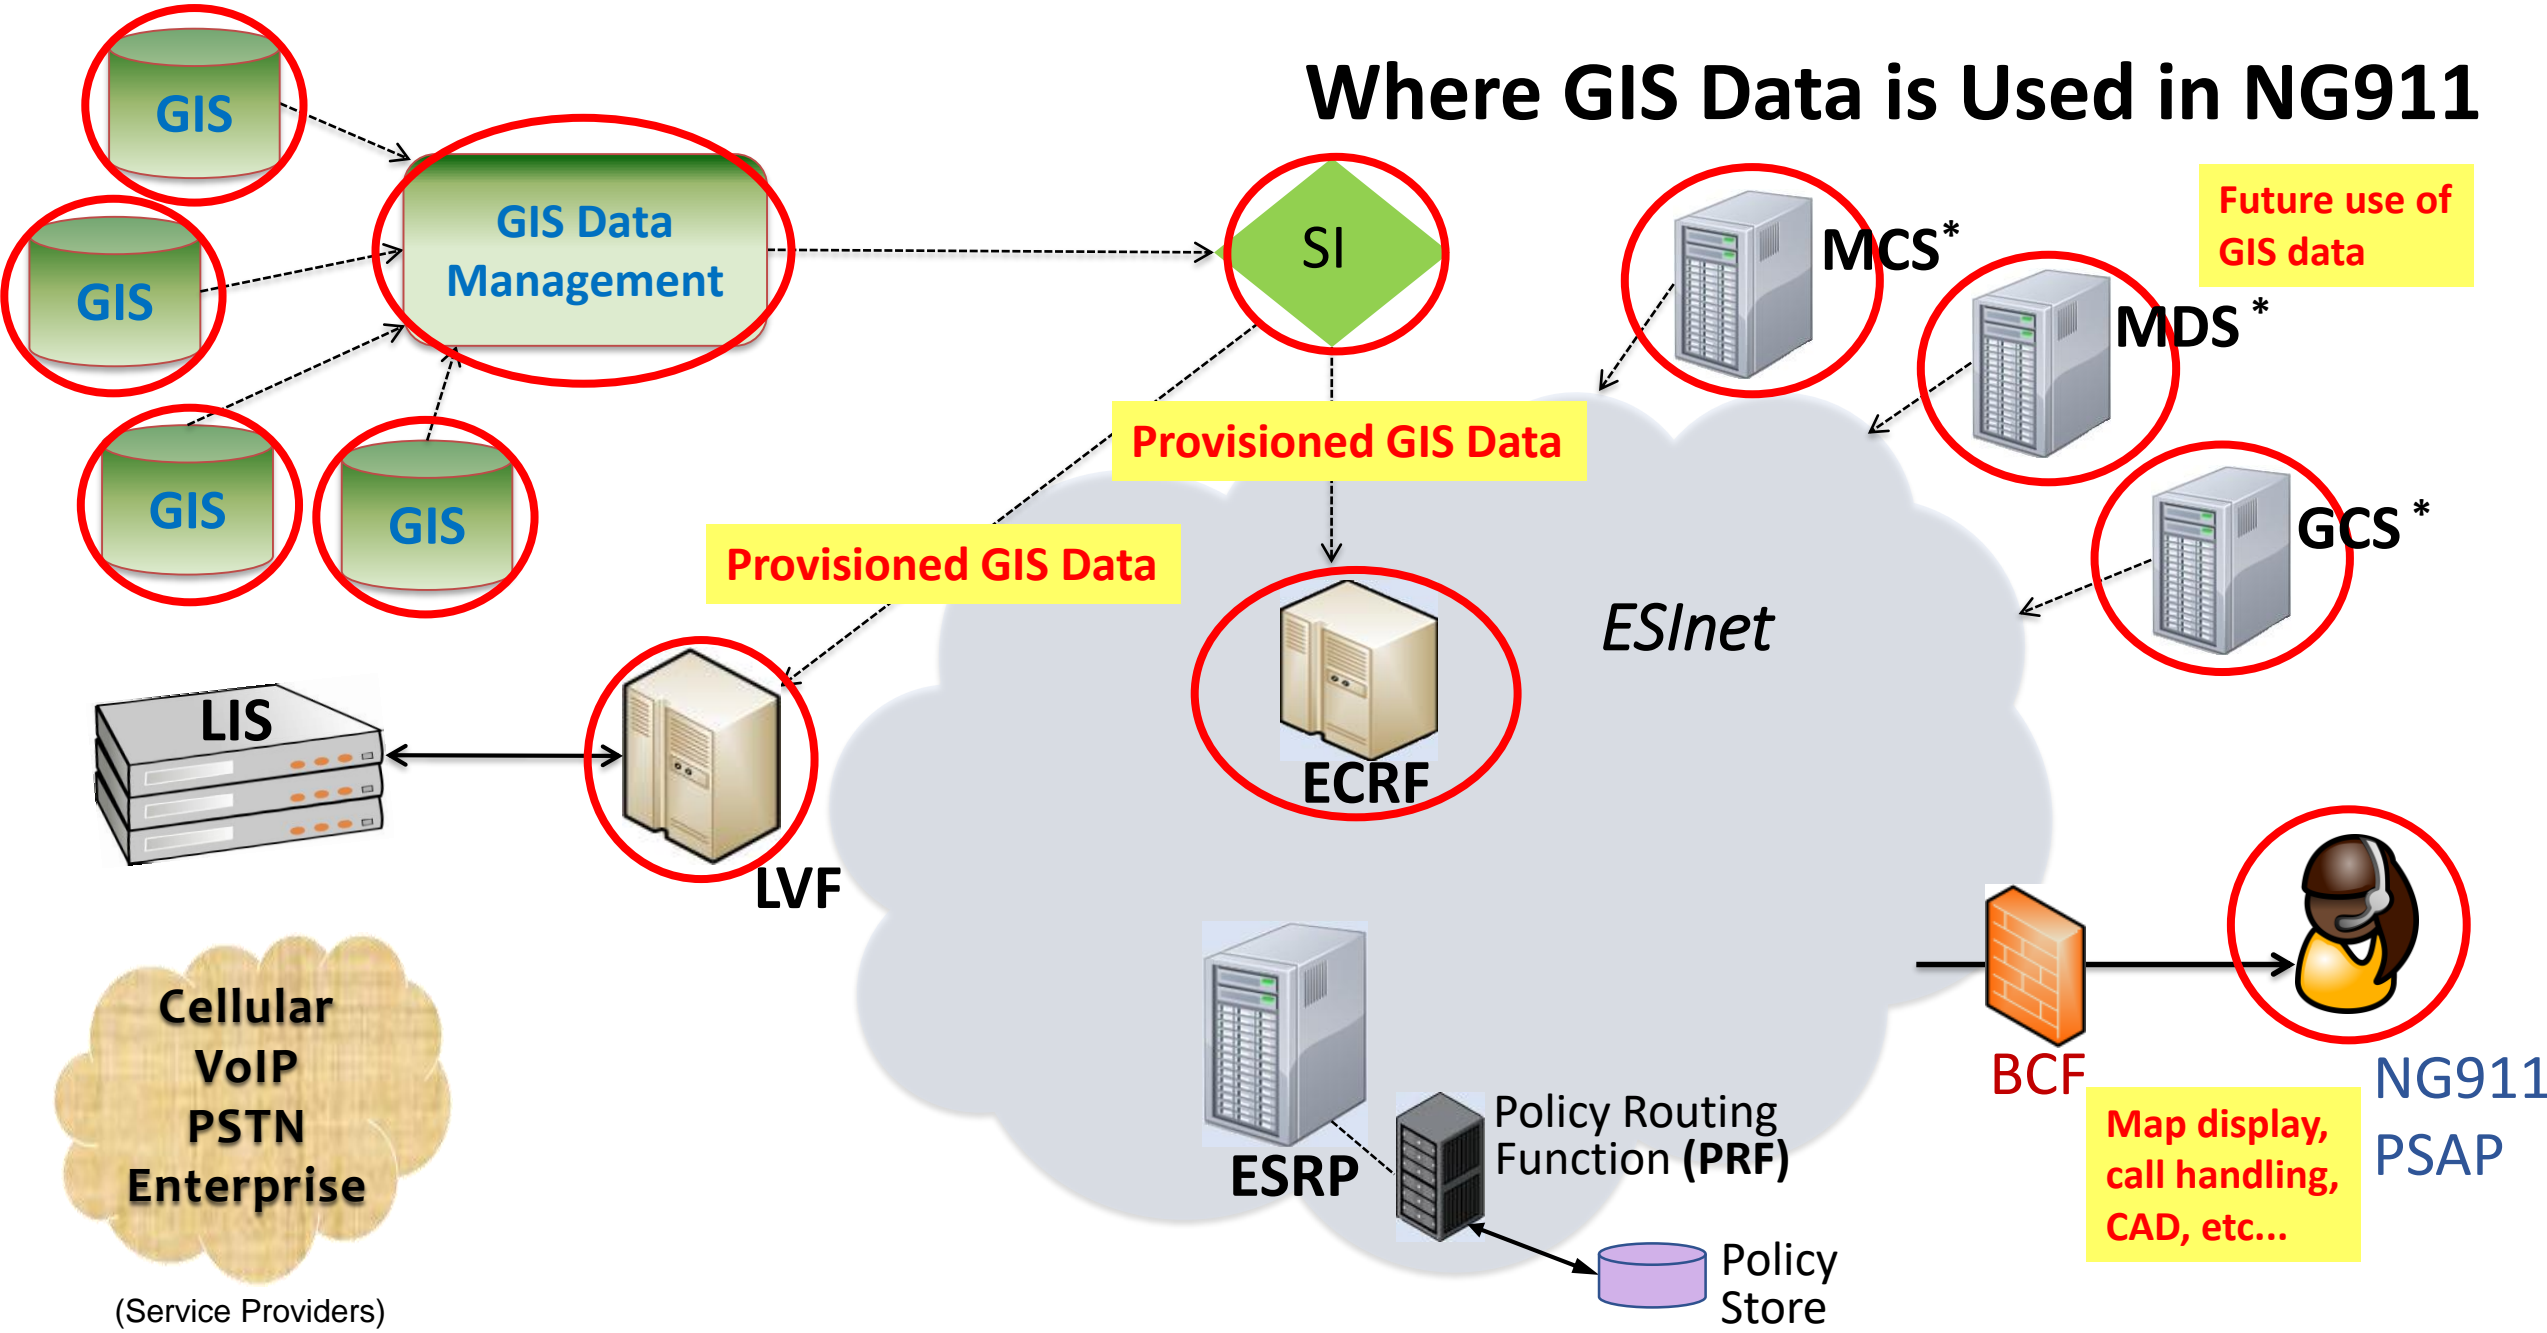 Where GIS Data is Used in NG911
GIS
GIS
GIS
GIS
GIS Data
Management
SI
MCS*
MDS *
GCS *
Future use of
GIS data
Provisioned GIS Data
Provisioned GIS Data
ESInet
LIS
LVF
ECRF
Cellular
VoIP
PSTN
Enterprise
(Service Providers)
ESRP
Policy Routing
Function (PRF)
Policy
Store
BCF
NG911
PSAP
Map display,
call handling,
CAD, etc...